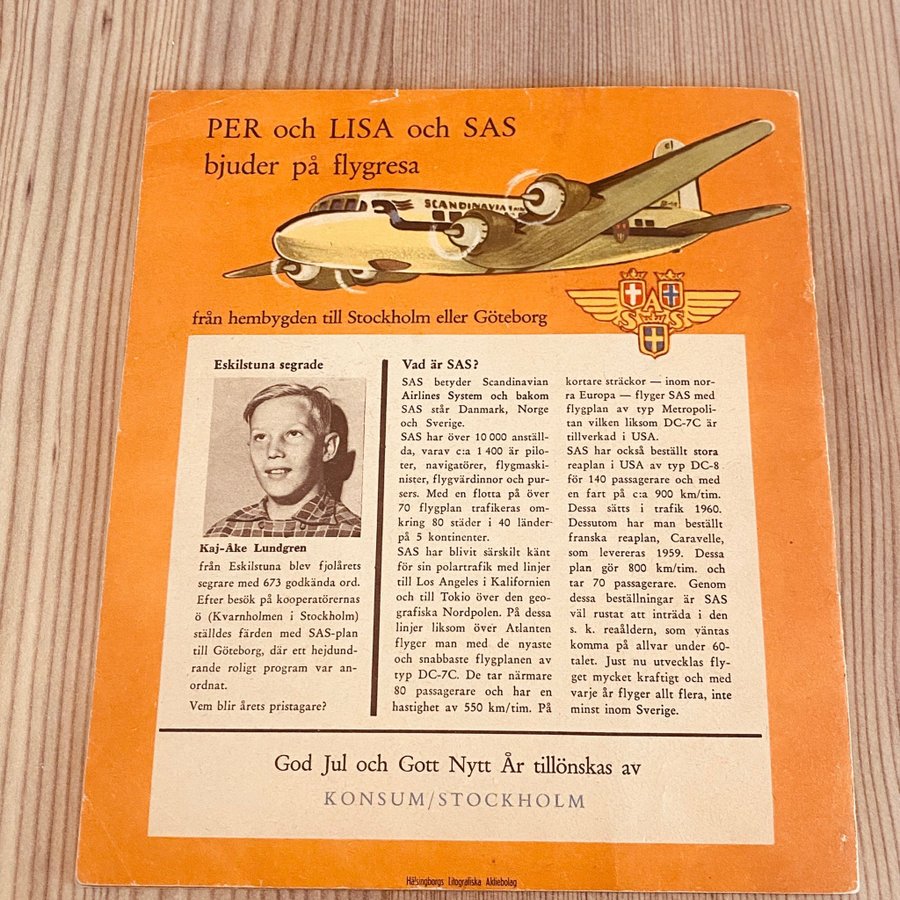 PER och LISA och SAS
bjuder på flygresa
SCANDINAVIAN
från hembygden till Stockholm eller Göteborg
SAS
Eskilstuna segrade
Kaj-Åke Lundgren
från Eskilstuna blev fjolårets
segrare med 673 godkända ord.
Efter besök på kooperatörernas
ö (Kvarnholmen i Stockholm)
ställdes färden med SAS-plan
till Göteborg, där ett hejdund-
rande roligt program var an-
ordnat.
Vem blir årets pristagare?
Vad är SAS?
SAS betyder Scandinavian
Airlines System och bakom
SAS står Danmark, Norge
och Sverige.
SAS har över 10 000 anställ-
da, varav c:a 1 400 är pilo-
ter, navigatörer, flygmaski-
nister, flygvärdinnor och pur-
sers. Med en flotta på över
70 flygplan trafikeras om-
kring 80 städer i 40 länder
på 5 kontinenter.
SAS har blivit särskilt känt
för sin polartrafik med linjer
till Los Angeles i Kalifornien
och till Tokio över den geo-
grafiska Nordpolen. På dessa
linjer liksom över Atlanten
flyger man med de nyaste
och snabbaste flygplanen av
typ DC-7C. De tar närmare
80 passagerare och har en
hastighet av 550 km/tim. På
kortare sträckor — inom nor-
ra Europa — flyger SAS med
flygplan av typ Metropoli-
tan vilken liksom DC-7C är
tillverkad i USA.
SAS har också beställt stora
reaplan i USA av typ DC-8
för 140 passagerare och med
en fart på c:a 900 km/tim.
Dessa sätts i trafik 1960.
Dessutom har man beställt
franska reaplan, Caravelle,
som levereras 1959. Dessa
plan gör 800 km/tim. och
tar 70 passagerare. Genom
dessa beställningar är SAS
väl rustat att inträda i den
s. k. reaåldern, som väntas
komma på allvar under 60-
talet. Just nu utvecklas fly-
get mycket kraftigt och med
varje år flyger allt flera, inte
minst inom Sverige.
God Jul och Gott Nytt År tillönskas av
KONSUM/STOCKHOLM
Hälsingborgs Litografiska Aktiebolag